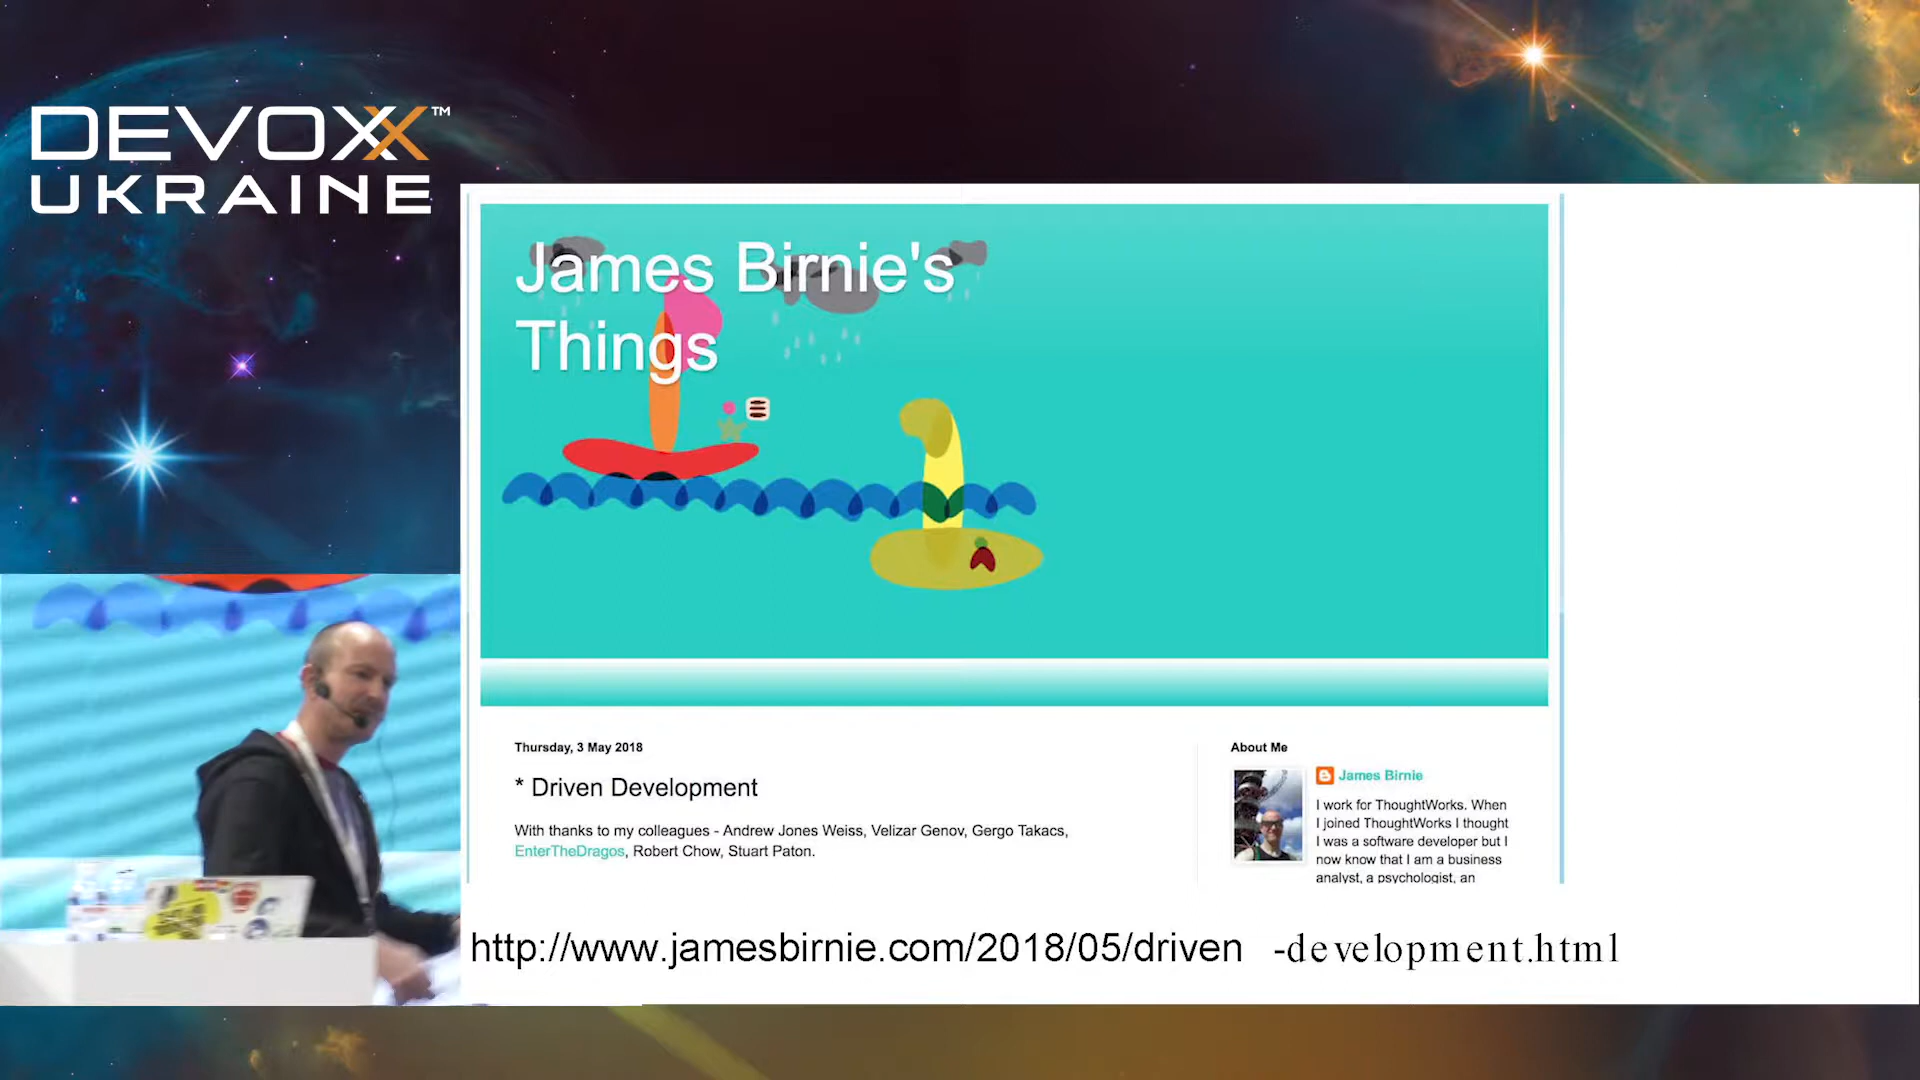 DEVOXX™
UKRAINE
James Birnie's
Things
Thursday, 3 May 2018
* Driven Development
With thanks to my colleagues - Andrew Jones Weiss, Velizar Genov, Gergo Takacs,
EnterTheDragos, Robert Chow, Stuart Paton.
About Me
James Birnie
I work for ThoughtWorks. When
I joined ThoughtWorks I thought
I was a software developer but I
now know that I am a business
analyst, a psychologist, an
http://www.jamesbirnie.com/2018/05/driven -development.html